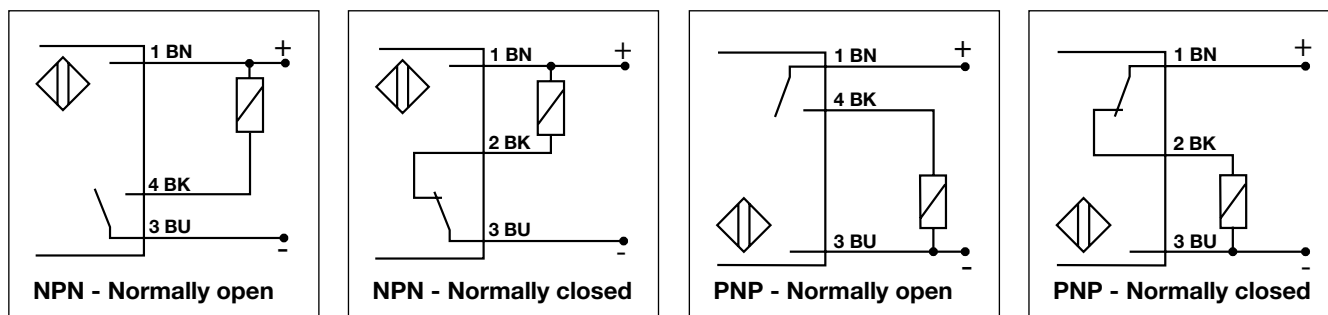 1 BN
+
4 BK
3 BU
-
NPN - Normally open
1 BN
+
2 BK
3 BU
-
NPN - Normally closed
1 BN
+
4 BK
3 BU
-
PNP - Normally open
1 BN
+
2 BK
3 BU
-
PNP - Normally closed